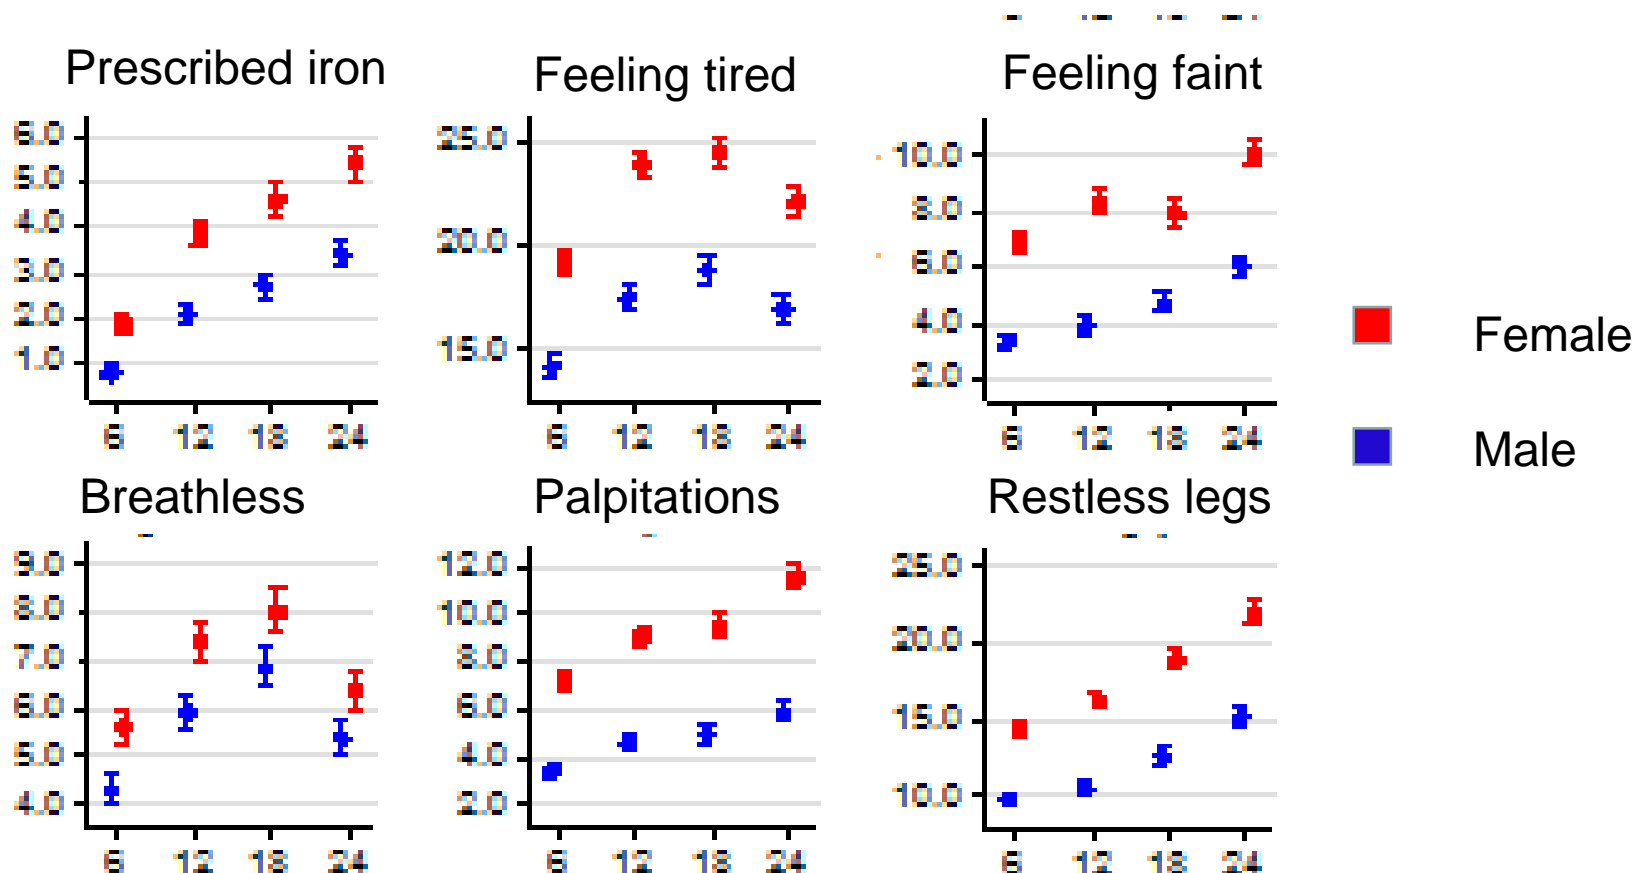 Prescribed iron
6.0
5.0
4.0
3.0
2.0
1.0
6 12 18 24
Feeling tired
25.0
20.0
15.0
6 12 18 24
Feeling faint
10.0
8.0
6.0
4.0
2.0
6 12 18 24
Female
Male
Breathless
9.0
8.0
7.0
6.0
5.0
4.0
6 12 18 24
Palpitations
12.0
10.0
8.0
6.0
4.0
2.0
6 12 18 24
Restless legs
25.0
20.0
15.0
10.0
6 12 18 24